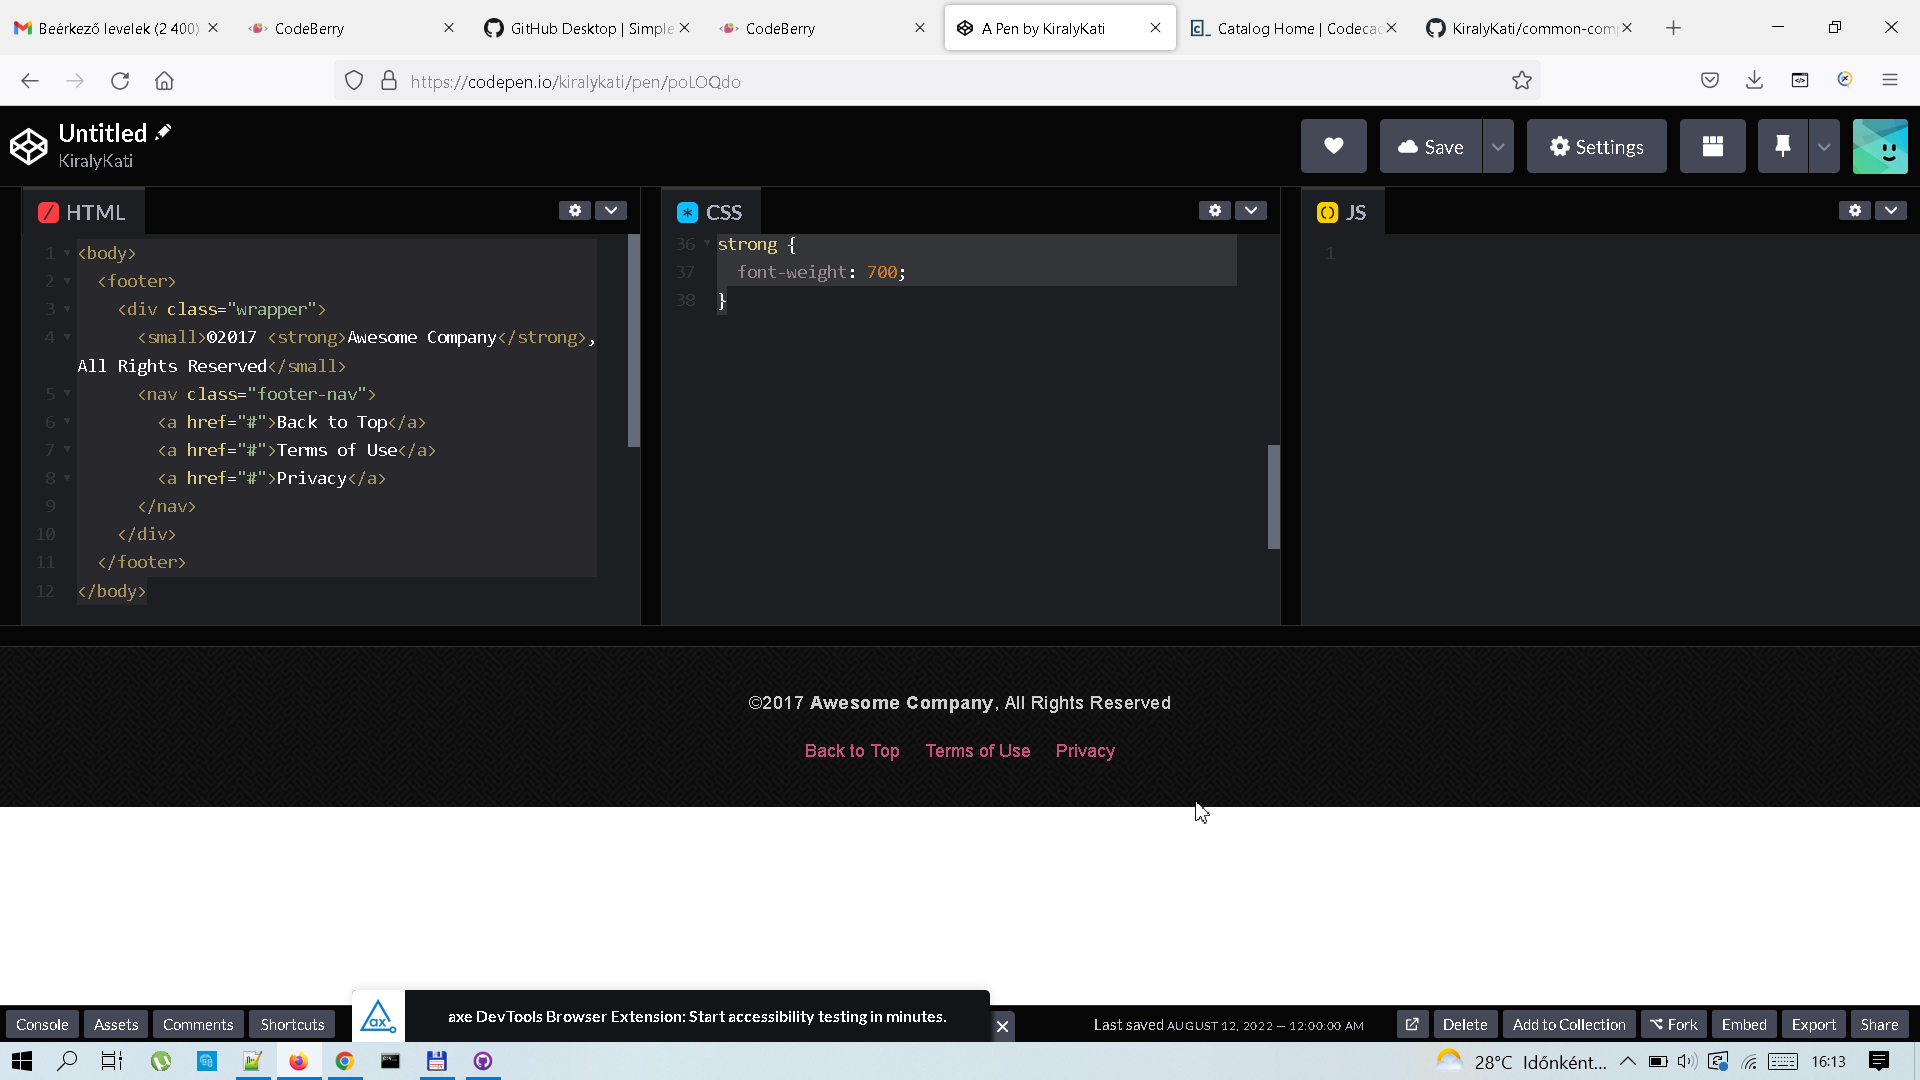 Beérkező levelek (2 400)
CodeBerry
GitHub Desktop | Simple
CodeBerry
A Pen by KiralyKati
Catalog Home | Codecad
KiralyKati/common-comp
https://codepen.io/kiralykati/pen/poLOQdo
Untitled
KiralyKati
Save
Settings
HTML
1 <body>
2 <footer>
3 <div class="wrapper">
4 <small>©2017 <strong>Awesome Company</strong>,
All Rights Reserved</small>
5 <nav class="footer-nav">
6 <a href="#">Back to Top</a>
7 <a href="#">Terms of Use</a>
8 <a href="#">Privacy</a>
9 </nav>
10 </div>
11 </footer>
12 </body>
CSS
36 strong {
37 font-weight: 700;
38 }
JS
1
©2017 Awesome Company, All Rights Reserved
Back to Top Terms of Use Privacy
Console
Assets
Comments
Shortcuts
ax
axe DevTools Browser Extension: Start accessibility testing in minutes.
Last saved AUGUST 12, 2022 — 12:00:00 AM
Delete
Add to Collection
Fork
Embed
Export
Share
28°C Időnként...
16:13